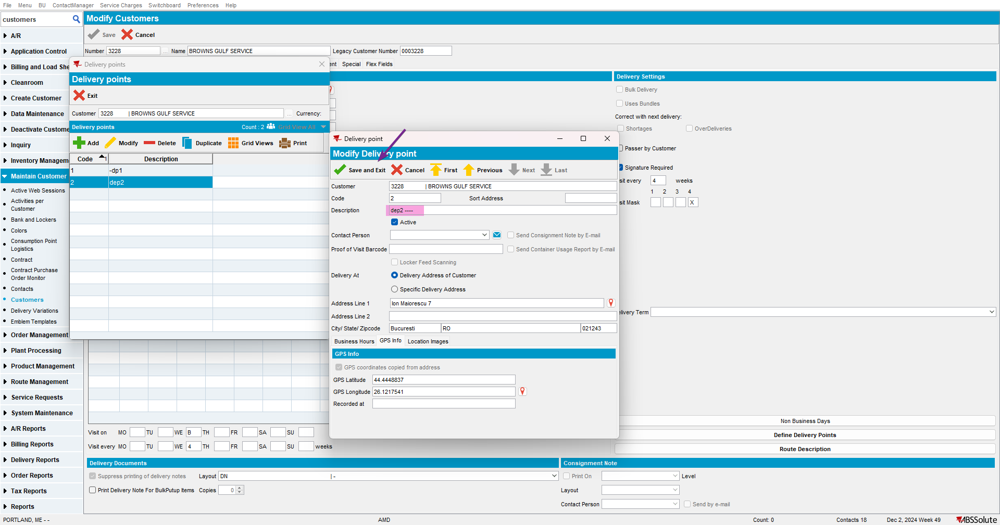 File Menu BU ContactManager Service Charges Switchboard Preferences Help
customers
Modify Customers
Save Cancel
Number 3228 ... Name BROWNS GULF SERVICE Legacy Customer Number 0003228
ent Special Flex Fields
A/R
Application Control
Billing and Load She
Cleanroom
Create Customer
Data Maintenance
Deactivate Custome
Inquiry
Inventory Managem
Maintain Customer
Active Web Sessions
Activities per
Customer
Bank and Lockers
Colors
Consumption Point
Logistics
Contract
Contract Purchase
Order Monitor
Contacts
Customers
Delivery Variations
Emblem Templates
Order Management
Plant Processing
Product Management
Route Management
Service Requests
System Maintenance
A/R Reports
Billing Reports
Delivery Reports
Order Reports
Tax Reports
Reports
Delivery points
Delivery points
Exit
Customer 3228 | BROWNS GULF SERVICE ... Currency:
Delivery points Count : 2 Grid View All
Add Modify Delete Duplicate Grid Views Print
Code 1 Description
1 -dp1
2 dep2
Delivery point
Modify Delivery point
Save and Exit Cancel First Previous Next Last
Customer 3228 | BROWNS GULF SERVICE
Code 2 Sort Address
Description dep2 ----
Active
Contact Person Send Consignment Note by E-mail
Proof of Visit Barcode Send Container Usage Report by E-mail
Locker Feed Scanning
Delivery At Delivery Address of Customer
Specific Delivery Address
Address Line 1 Ion Maiorescu 7
Address Line 2
City/ State/ Zipcode Bucuresti RO 021243
Business Hours GPS Info Location Images
GPS Info
GPS coordinates copied from address
GPS Latitude 44.4448837
GPS Longitude 26.1217541
Recorded at
Delivery Settings
Bulk Delivery
Uses Bundles
Correct with next delivery:
Shortages OverDeliveries
Passer by Customer
Signature Required
sit every 4 weeks
1 2 3 4
sit Mask X
elivery Term
Non Business Days
Define Delivery Points
Route Description
Visit on MO TU WE B TH FR SA SU
Visit every MO TU WE 4 TH FR SA SU weeks
Delivery Documents
Suppress printing of delivery notes Layout DN | -
Print Delivery Note For BulkPutup Items Copies 0
Consignment Note
Print On Level
Layout
Contact Person Send by e-mail
PORTLAND, ME - - AMD Count: 0 Contacts 18 Dec 2, 2024 Week 49 ABSSolute